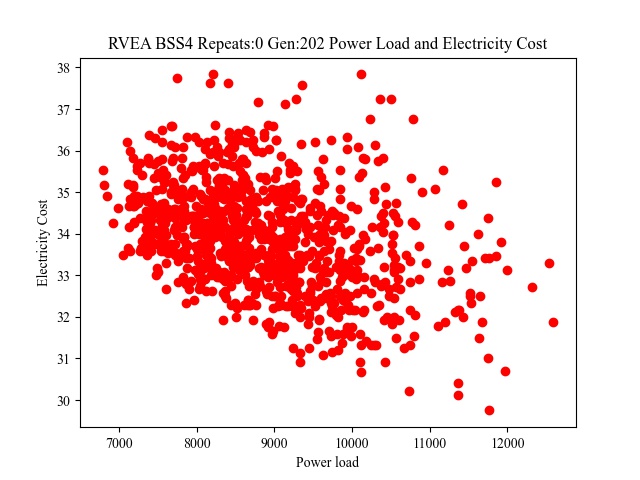 RVEA BSS4 Repeats:0 Gen:202 Power Load and Electricity Cost
38
37
36
35
34
33
32
31
30
Electricity Cost
7000 8000 9000 10000 11000 12000
Power load